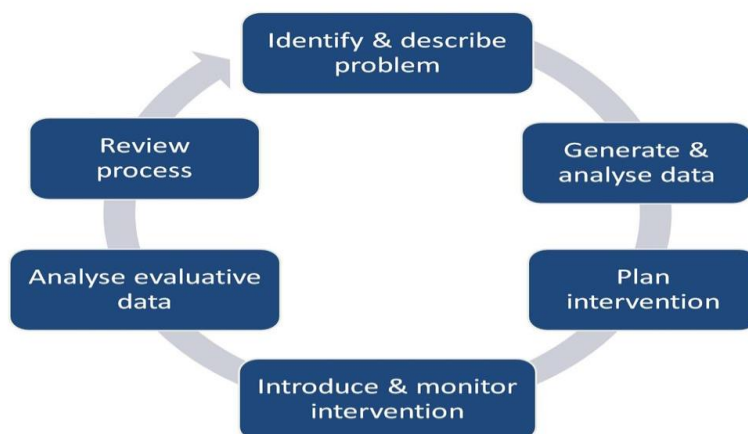 Identify & describe
problem
Generate &
analyse data
Plan
intervention
Introduce & monitor
intervention
Analyse evaluative
data
Review
process